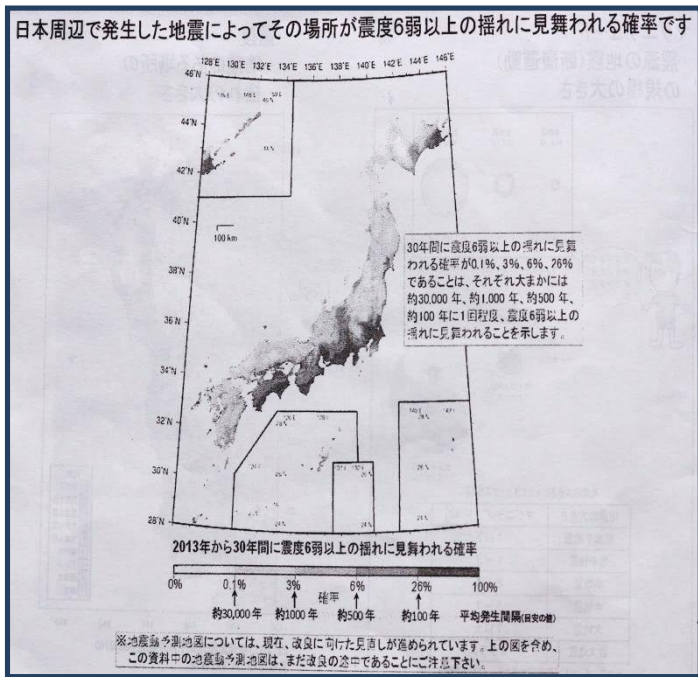 日本周辺で発生した地震によってその場所が震度6弱以上の揺れに見舞われる確率です
128˚E 130˚E 132˚E 134˚E 136˚E 138˚E 140˚E 142˚E 144˚E 146˚E
46˚N
44˚N
42˚N
40˚N
100 km
38˚N
30年間に震度6弱以上の揺れに見舞
われる確率が0.1%、3%、6%、26%
であることは、それぞれ大まかには
約30,000 年、約1,000 年、約500 年、
約100 年に1回程度、震度6弱以上の
揺れに見舞われることを示します。
36˚N
34˚N
32˚N
30˚N
28˚N
2013年から30年間に震度6弱以上の揺れに見舞われる確率
0% 0.1% 3% 6% 26% 100%
確率
約30,000 年 約1000 年 約500 年 約100 年 平均発生間隔(目安の値)
※地震動予測地図については、現在、改良に向けた見直しが進められています。上の図を含め、
この資料中の地震動予測地図は、まだ改良の途中であることにご注意下さい。